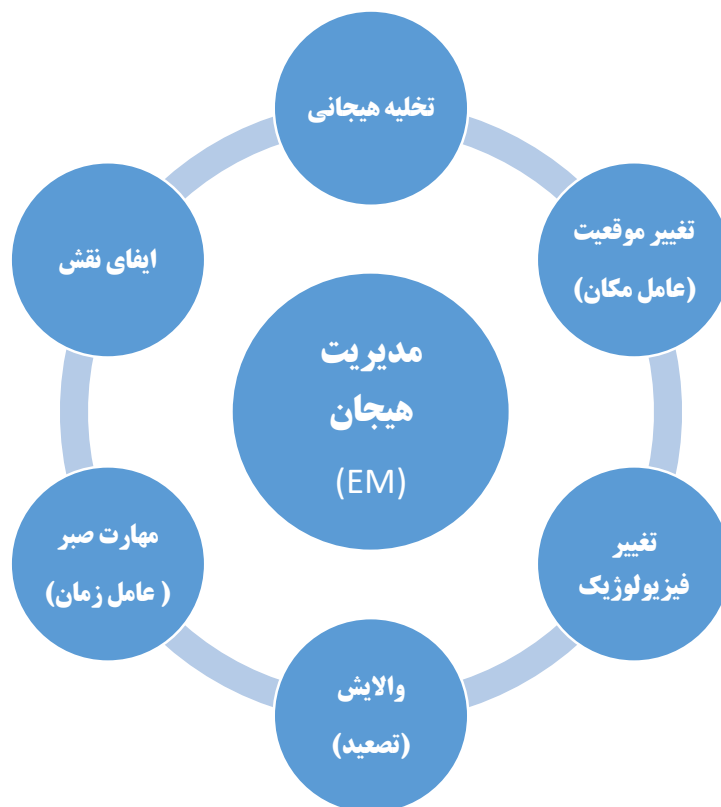 تخلیه هیجانی
تغییر موقعیت
(عامل مکان)
ایفای نقش
مدیریت
هیجان
(EM)
تغییر
فیزیولوژیک
مهارت صبر
( عامل زمان)
والایش
(تصعید)